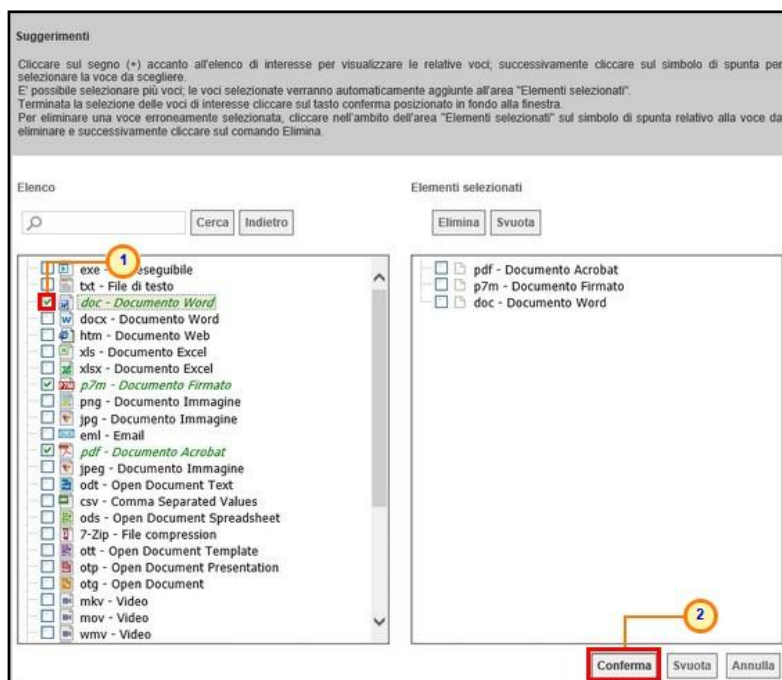 Suggerimenti
Cliccare sul segno (+) accanto all'elenco di interesse per visualizzare le relative voci; successivamente cliccare sul simbolo di spunta per
selezionare la voce da scegliere.
E' possibile selezionare più voci; le voci selezionate verranno automaticamente aggiunte all'area "Elementi selezionati".
Terminata la selezione delle voci di interesse cliccare sul tasto conferma posizionato in fondo alla finestra.
Per eliminare una voce erroneamente selezionata, cliccare nell'ambito dell'area "Elementi selezionati" sul simbolo di spunta relativo alla voce da
eliminare e successivamente cliccare sul comando Elimina.
Elenco
Cerca
Indietro
1
exe - eseguibile
txt - File di testo
doc - Documento Word
docx - Documento Word
htm - Documento Web
xls - Documento Excel
xlsx - Documento Excel
p7m - Documento Firmato
png - Documento Immagine
jpg - Documento Immagine
eml - Email
pdf - Documento Acrobat
jpeg - Documento Immagine
odt - Open Document Text
csv - Comma Separated Values
ods - Open Document Spreadsheet
7-Zip - File compression
ott - Open Document Template
otp - Open Document Presentation
otg - Open Document
mkv - Video
mov - Video
wmv - Video
Elementi selezionati
Elimina
Svuota
pdf - Documento Acrobat
p7m - Documento Firmato
doc - Documento Word
2
Conferma
Svuota
Annulla